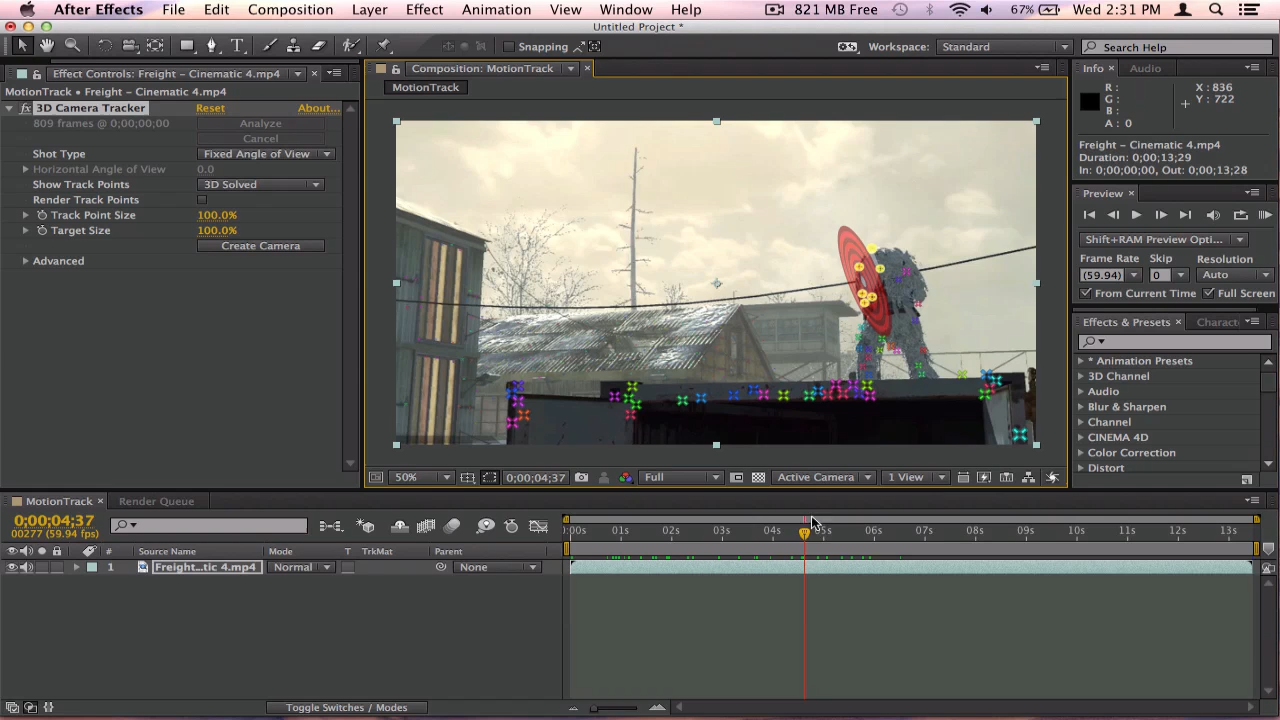 After Effects File Edit Composition Layer Effect Animation View Window Help 821 MB Free 67% Wed 2:31 PM
Untitled Project *
Snapping Workspace: Standard Search Help
Effect Controls: Freight – Cinematic 4.mp4
MotionTrack • Freight – Cinematic 4.mp4
fx 3D Camera Tracker Reset About...
809 frames @ 0;00;00;00 Analyze
Cancel
Shot Type Fixed Angle of View
Horizontal Angle of View 0.0
Show Track Points 3D Solved
Render Track Points
Track Point Size 100.0%
Target Size 100.0%
Create Camera
Advanced
Composition: MotionTrack
MotionTrack
50% 0;00;04;37 Full Active Camera 1 View
Info Audio
R : X : 836
G : Y : 722
B :
A : 0
Freight – Cinematic 4.mp4
Duration: 0;00;13;29
In: 0;00;00;00, Out: 0;00;13;28
Preview
Shift+RAM Preview Opti...
Frame Rate Skip Resolution
(59.94) 0 Auto
From Current Time Full Screen
Effects & Presets Charact
* Animation Presets
3D Channel
Audio
Blur & Sharpen
Channel
CINEMA 4D
Color Correction
Distort
MotionTrack Render Queue
0;00;04;37
00277 (59.94 fps)
# Source Name Mode T TrkMat Parent
1 Freight...tic 4.mp4 Normal None
:00s 01s 02s 03s 04s 05s 06s 07s 08s 09s 10s 11s 12s 13s
Toggle Switches / Modes